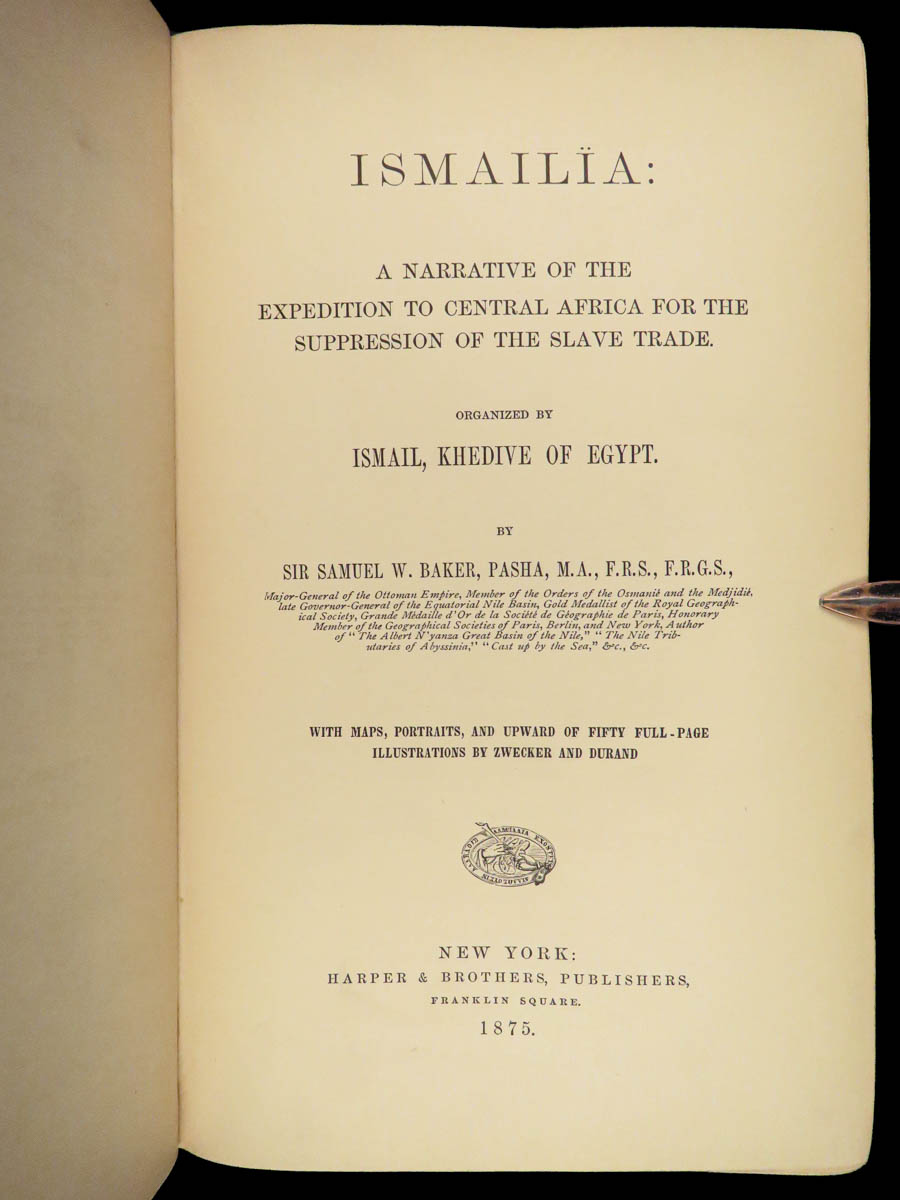 ISMAILÏA:
A NARRATIVE OF THE
EXPEDITION TO CENTRAL AFRICA FOR THE
SUPPRESSION OF THE SLAVE TRADE.
ORGANIZED BY
ISMAIL, KHEDIVE OF EGYPT.
BY
SIR SAMUEL W. BAKER, PASHA, M.A., F.R.S., F.R.G.S.,
Major-General of the Ottoman Empire, Member of the Orders of the Osmanié and the Medjidié,
late Governor-General of the Equatorial Nile Basin, Gold Medallist of the Royal Geograph-
ical Society, Grande Médaille d'Or de la Société de Géographie de Paris, Honorary
Member of the Geographical Societies of Paris, Berlin, and New York, Author
of "The Albert N'yanza Great Basin of the Nile," "The Nile Trib-
utaries of Abyssinia," "Cast up by the Sea," &c., &c.
WITH MAPS, PORTRAITS, AND UPWARD OF FIFTY FULL-PAGE
ILLUSTRATIONS BY ZWECKER AND DURAND
NEW YORK:
HARPER & BROTHERS, PUBLISHERS,
FRANKLIN SQUARE.
1875.